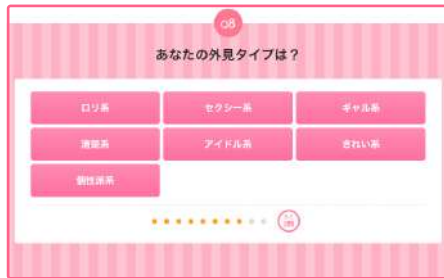 08
あなたの外見タイプは？
ロリ系
セクシー系
ギャル系
清楚系
アイドル系
きれい系
個性派系